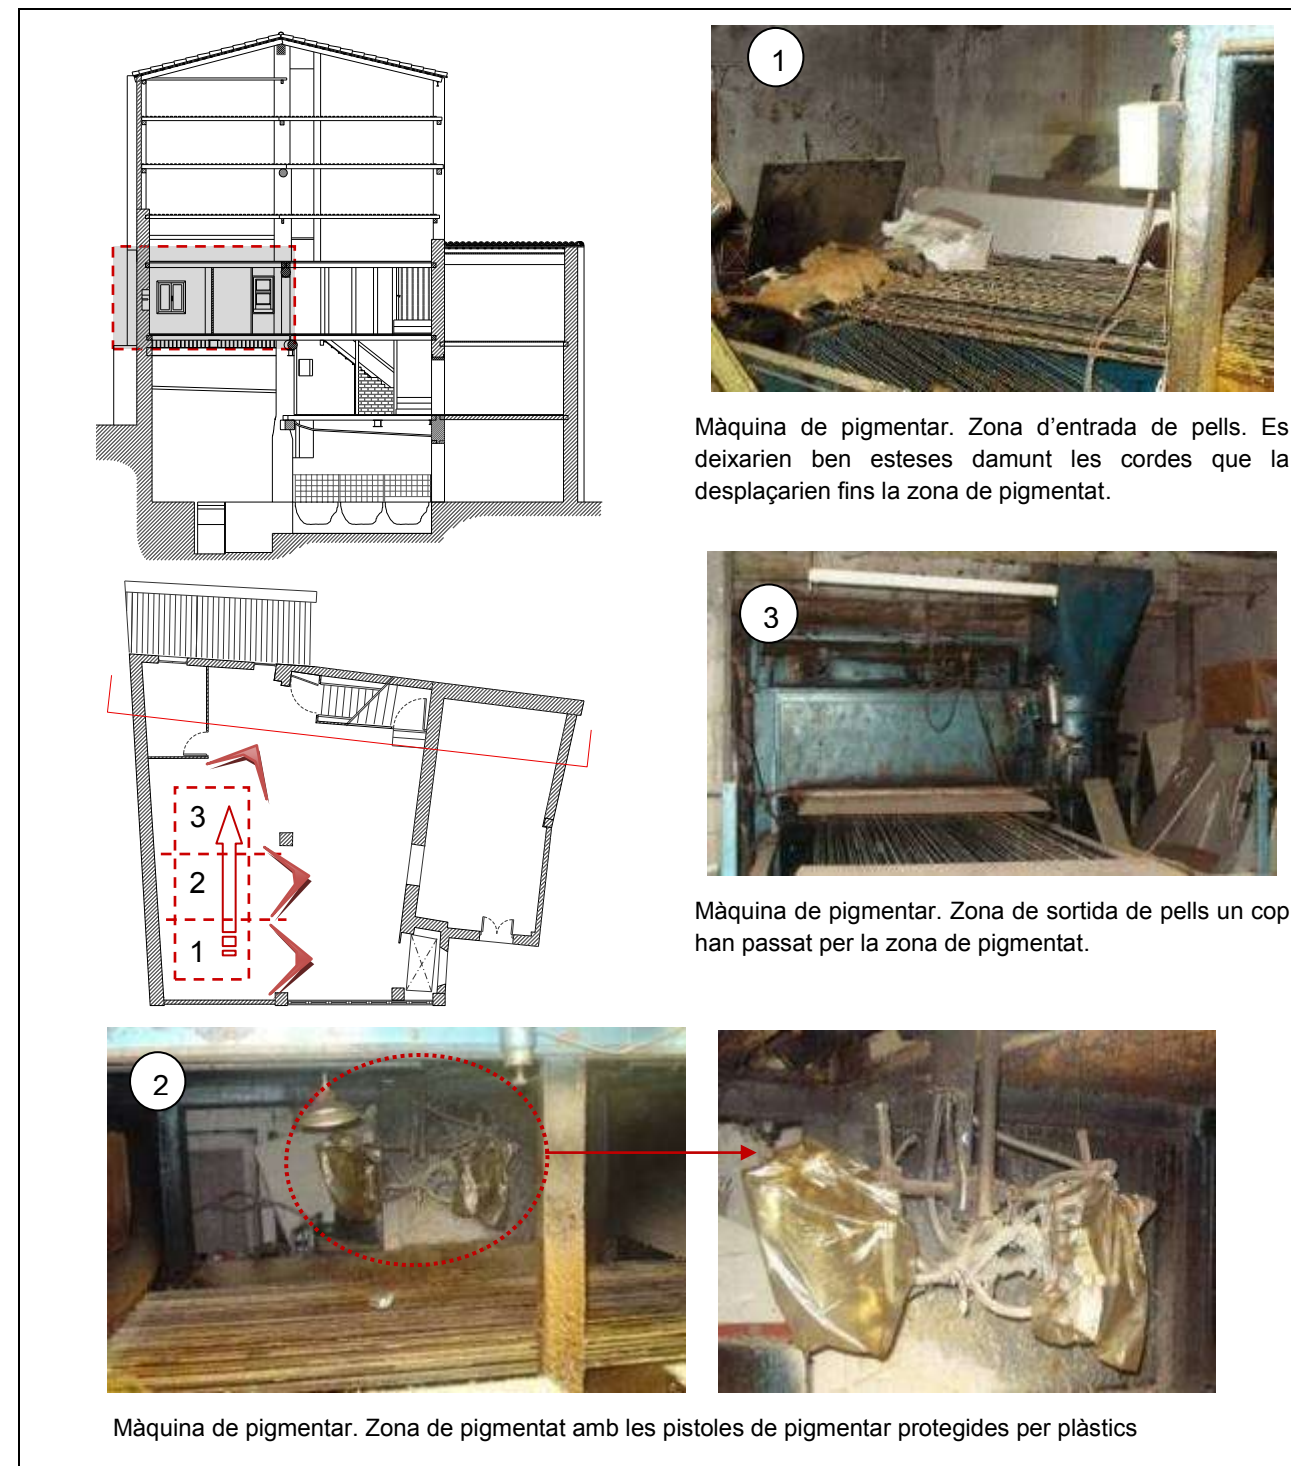 1
Màquina de pigmentar. Zona d’entrada de pells. Es
deixarien ben esteses damunt les cordes que la
desplaçarien fins la zona de pigmentat.
3
Màquina de pigmentar. Zona de sortida de pells un cop
han passat per la zona de pigmentat.
3
2
1
2
Màquina de pigmentar. Zona de pigmentat amb les pistoles de pigmentar protegides per plàstics